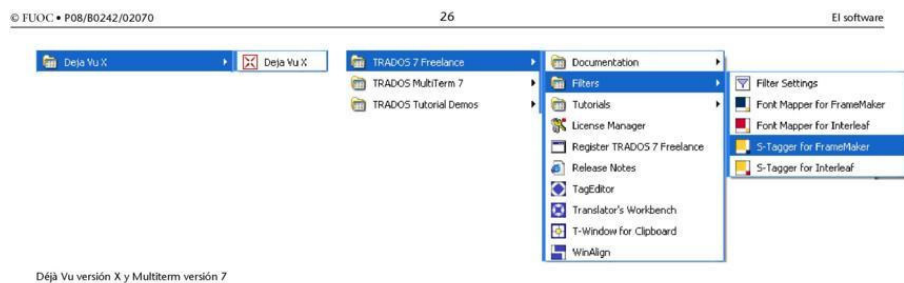 © FUOC • P08/B0242/02070
26
El software
Deja Vu X
Deja Vu X
TRADOS 7 Freelance
TRADOS MultiTerm 7
TRADOS Tutorial Demos
Documentation
Filters
Tutorials
License Manager
Register TRADOS 7 Freelance
Release Notes
TagEditor
Translator's Workbench
T-Window for Clipboard
WinAlign
Filter Settings
Font Mapper for FrameMaker
Font Mapper for Interleaf
S-Tagger for FrameMaker
S-Tagger for Interleaf
Déjà Vu versión X y Multiterm versión 7